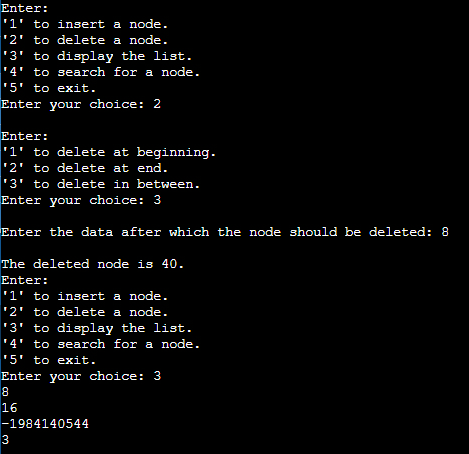 Enter:
'1' to insert a node.
'2' to delete a node.
'3' to display the list.
'4' to search for a node.
'5' to exit.
Enter your choice: 2
Enter:
'1' to delete at beginning.
'2' to delete at end.
'3' to delete in between.
Enter your choice: 3
Enter the data after which the node should be deleted: 8
The deleted node is 40.
Enter:
'1' to insert a node.
'2' to delete a node.
'3' to display the list.
'4' to search for a node.
'5' to exit.
Enter your choice: 3
8
16
-1984140544
3